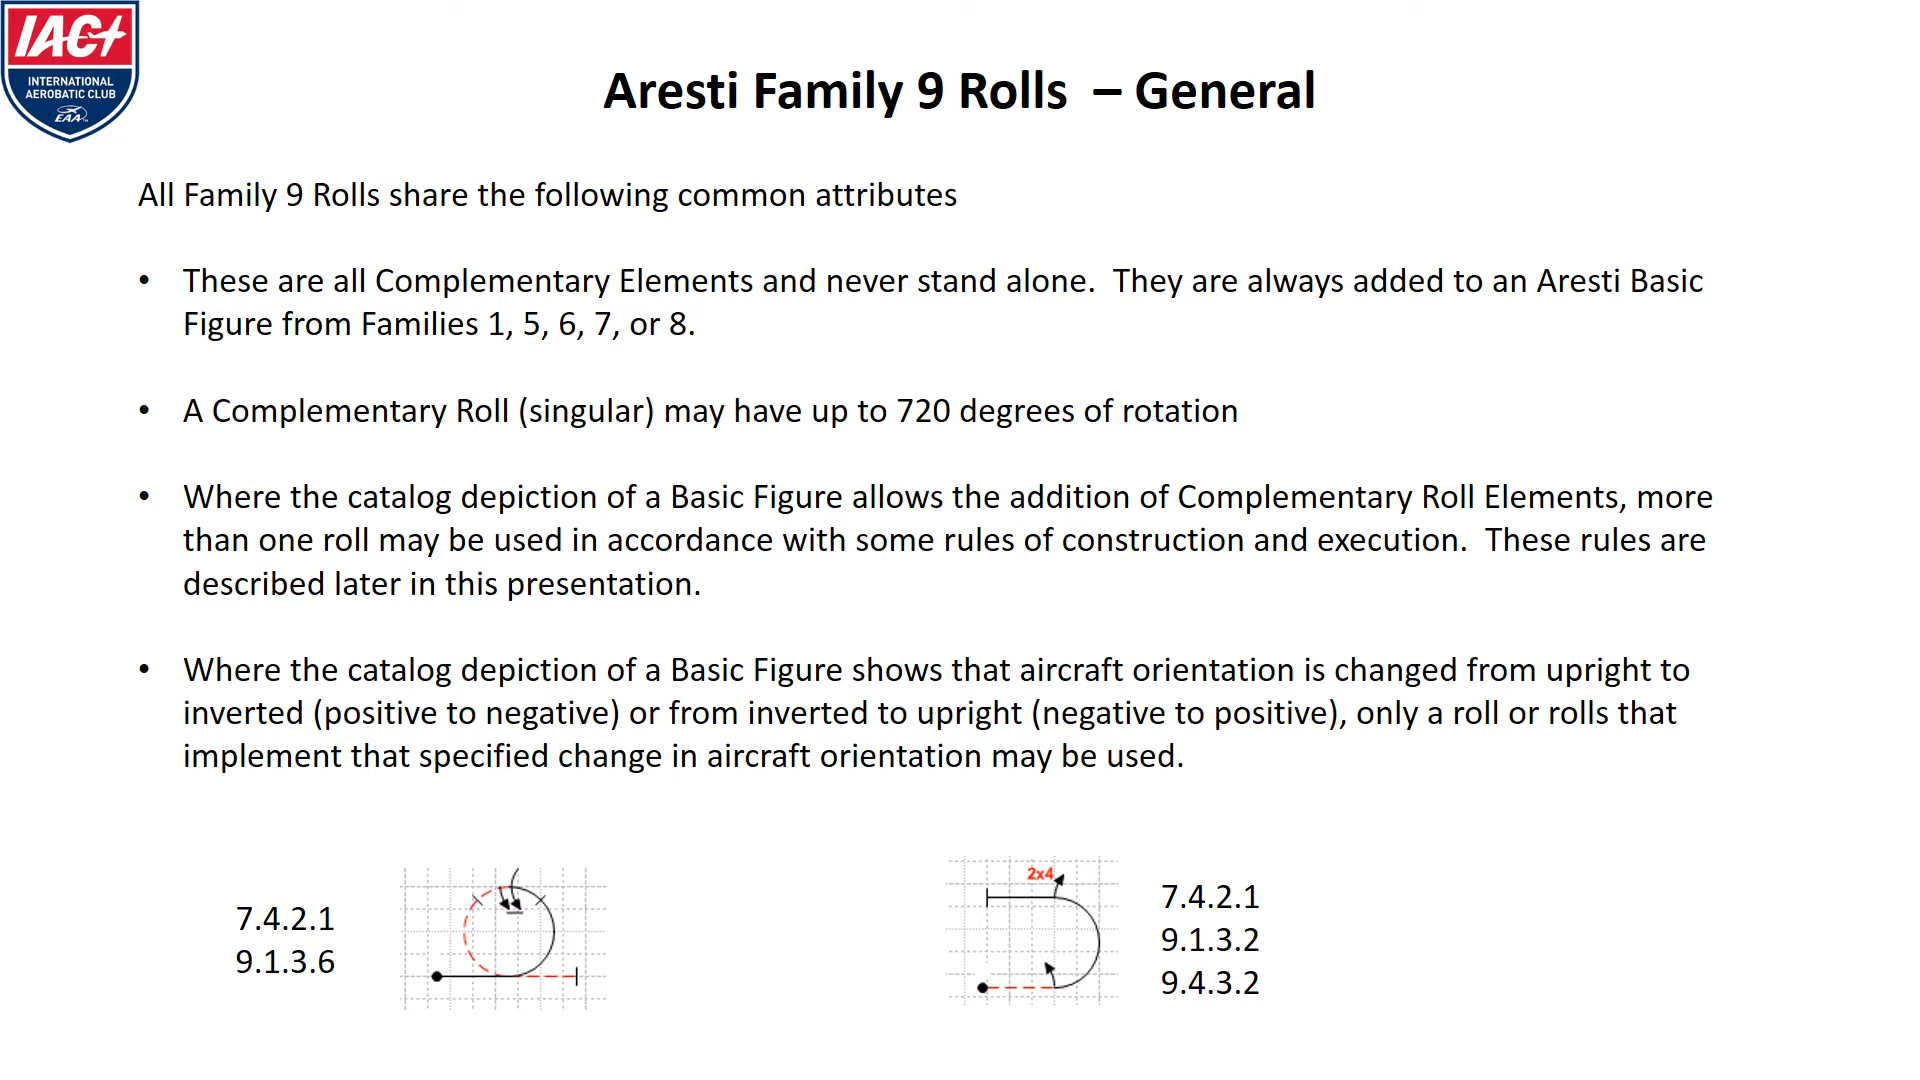 IAC
INTERNATIONAL
AEROBATIC CLUB
EAA
Aresti Family 9 Rolls – General
All Family 9 Rolls share the following common attributes
• These are all Complementary Elements and never stand alone. They are always added to an Aresti Basic
Figure from Families 1, 5, 6, 7, or 8.
• A Complementary Roll (singular) may have up to 720 degrees of rotation
• Where the catalog depiction of a Basic Figure allows the addition of Complementary Roll Elements, more
than one roll may be used in accordance with some rules of construction and execution. These rules are
described later in this presentation.
• Where the catalog depiction of a Basic Figure shows that aircraft orientation is changed from upright to
inverted (positive to negative) or from inverted to upright (negative to positive), only a roll or rolls that
implement that specified change in aircraft orientation may be used.
7.4.2.1
9.1.3.6
2x4
7.4.2.1
9.1.3.2
9.4.3.2